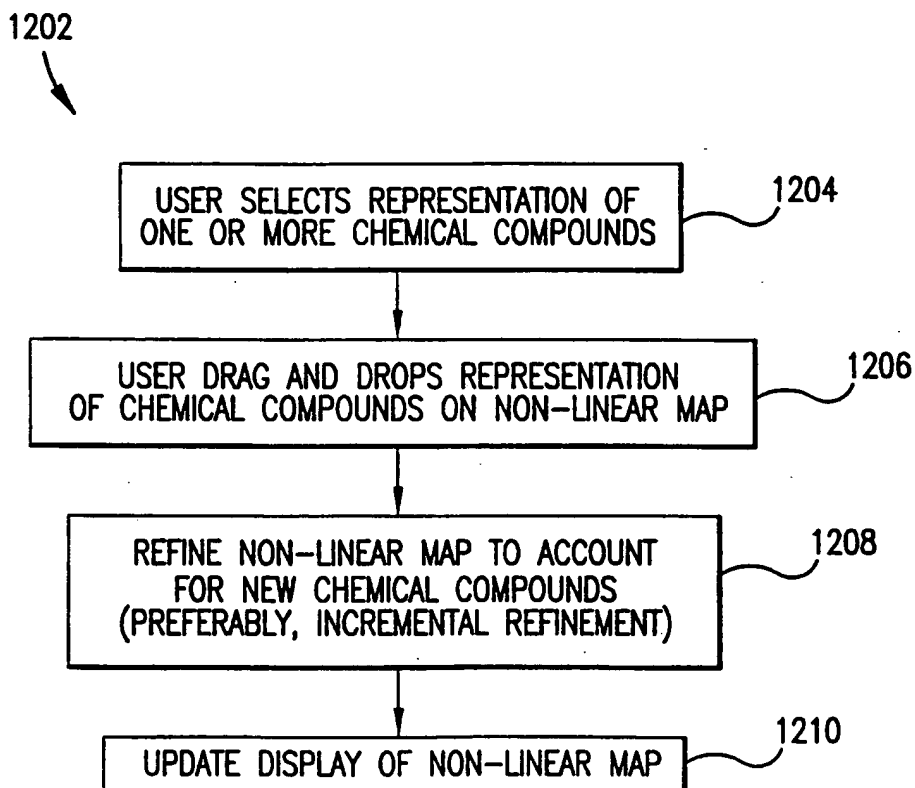 1202
USER SELECTS REPRESENTATION OF
ONE OR MORE CHEMICAL COMPOUNDS
1204
USER DRAG AND DROPS REPRESENTATION
OF CHEMICAL COMPOUNDS ON NON-LINEAR MAP
1206
REFINE NON-LINEAR MAP TO ACCOUNT
FOR NEW CHEMICAL COMPOUNDS
(PREFERABLY, INCREMENTAL REFINEMENT)
1208
UPDATE DISPLAY OF NON-LINEAR MAP
1210